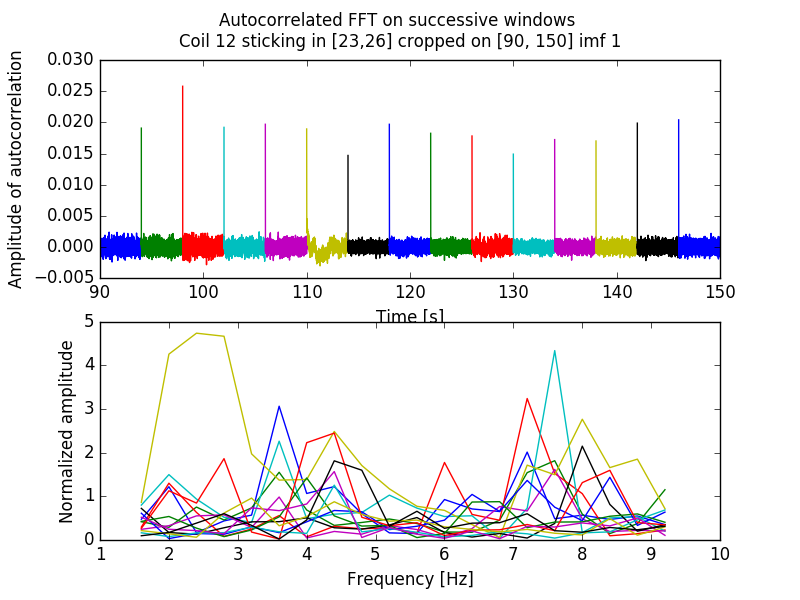 Autocorrelated FFT on successive windows
Coil 12 sticking in [23,26] cropped on [90, 150] imf 1
Amplitude of autocorrelation
0.030
0.025
0.020
0.015
0.010
0.005
0.000
−0.005
90 100 110 120 130 140 150
Time [s]
Normalized amplitude
5
4
3
2
1
0
1 2 3 4 5 6 7 8 9 10
Frequency [Hz]